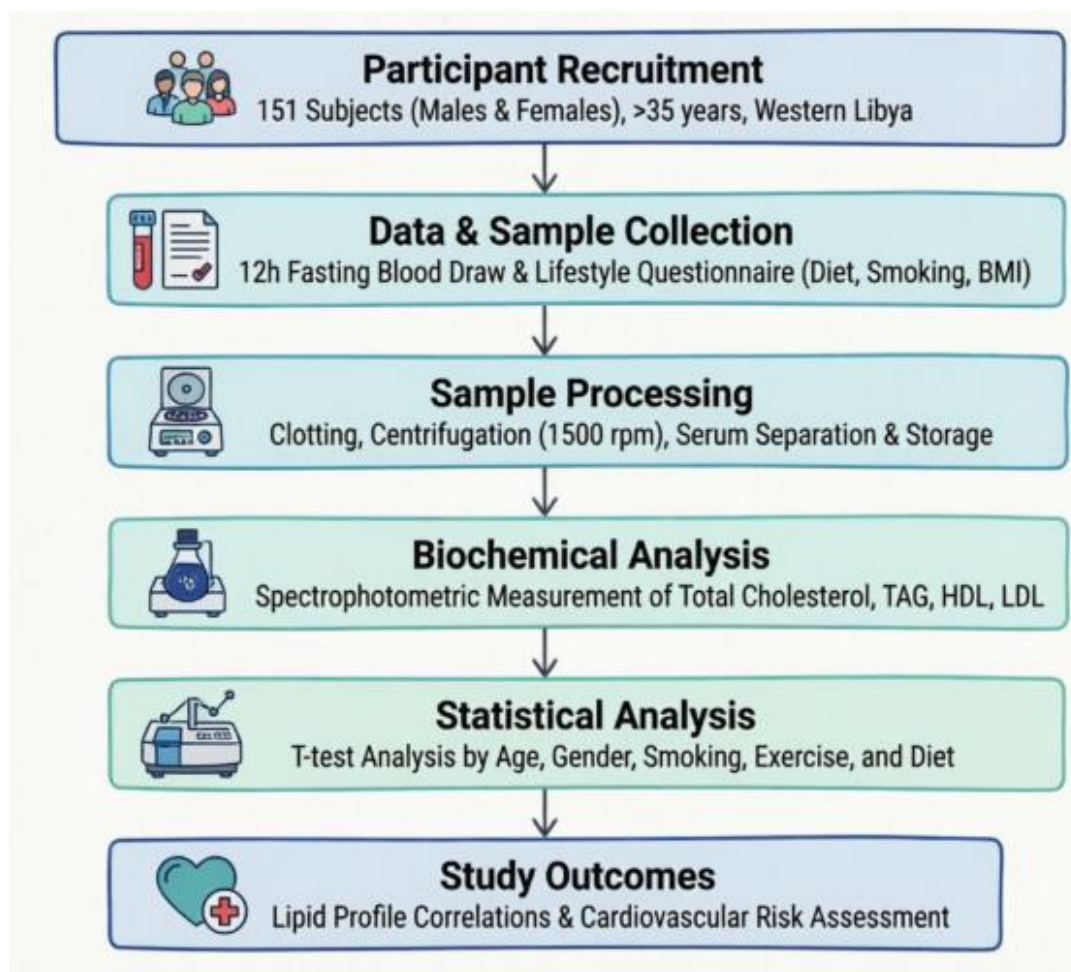 Participant Recruitment
151 Subjects (Males & Females), >35 years, Western Libya
Data & Sample Collection
12h Fasting Blood Draw & Lifestyle Questionnaire (Diet, Smoking, BMI)
Sample Processing
Clotting, Centrifugation (1500 rpm), Serum Separation & Storage
Biochemical Analysis
Spectrophotometric Measurement of Total Cholesterol, TAG, HDL, LDL
Statistical Analysis
T-test Analysis by Age, Gender, Smoking, Exercise, and Diet
Study Outcomes
Lipid Profile Correlations & Cardiovascular Risk Assessment